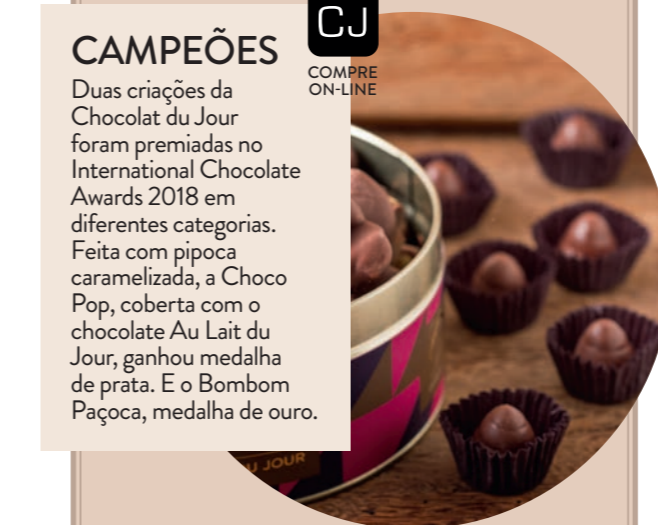 CJ
COMPRE
ON-LINE
CAMPEÕES
Duas criações da
Chocolat du Jour
foram premiadas no
International Chocolate
Awards 2018 em
diferentes categorias.
Feita com pipoca
caramelizada, a Choco
Pop, coberta com o
chocolate Au Lait du
Jour, ganhou medalha
de prata. E o Bombom
Paçoca, medalha de ouro.
U JOUR